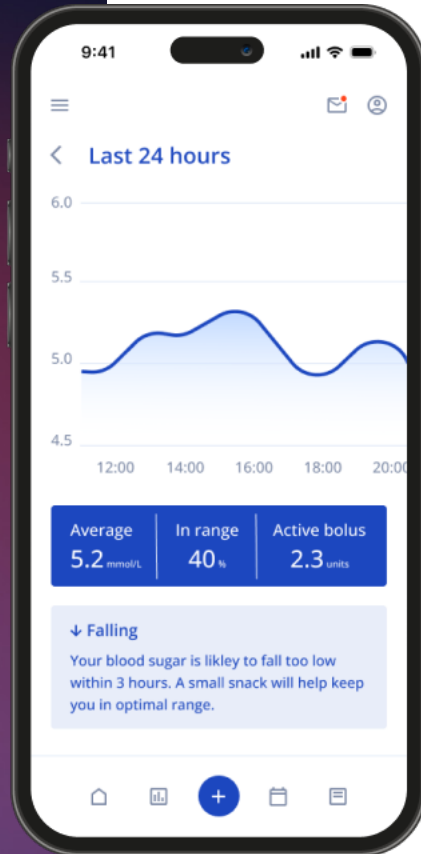 9:41
Last 24 hours
6.0
5.5
5.0
4.5
12:00 14:00 16:00 18:00 20:00
Average In range Active bolus
5.2 mmol/L 40 % 2.3 units
↓ Falling
Your blood sugar is likley to fall too low
within 3 hours. A small snack will help keep
you in optimal range.